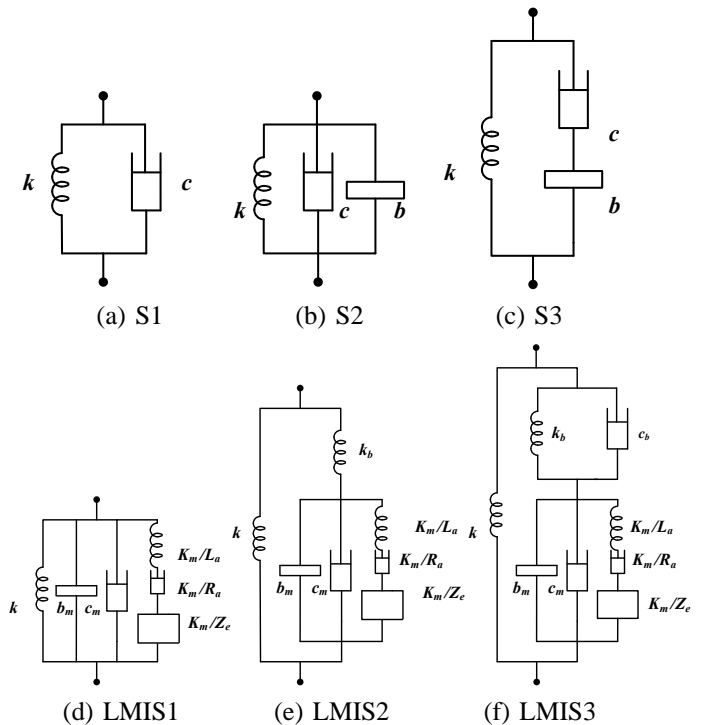 k
c
(a) S1
k
c
b
(b) S2
k
c
b
(c) S3
k
b_m
c_m
K_m/L_a
K_m/R_a
K_m/Z_e
(d) LMIS1
k
k_b
b_m
c_m
K_m/L_a
K_m/R_a
K_m/Z_e
(e) LMIS2
k
k_b
c_b
b_m
c_m
K_m/L_a
K_m/R_a
K_m/Z_e
(f) LMIS3